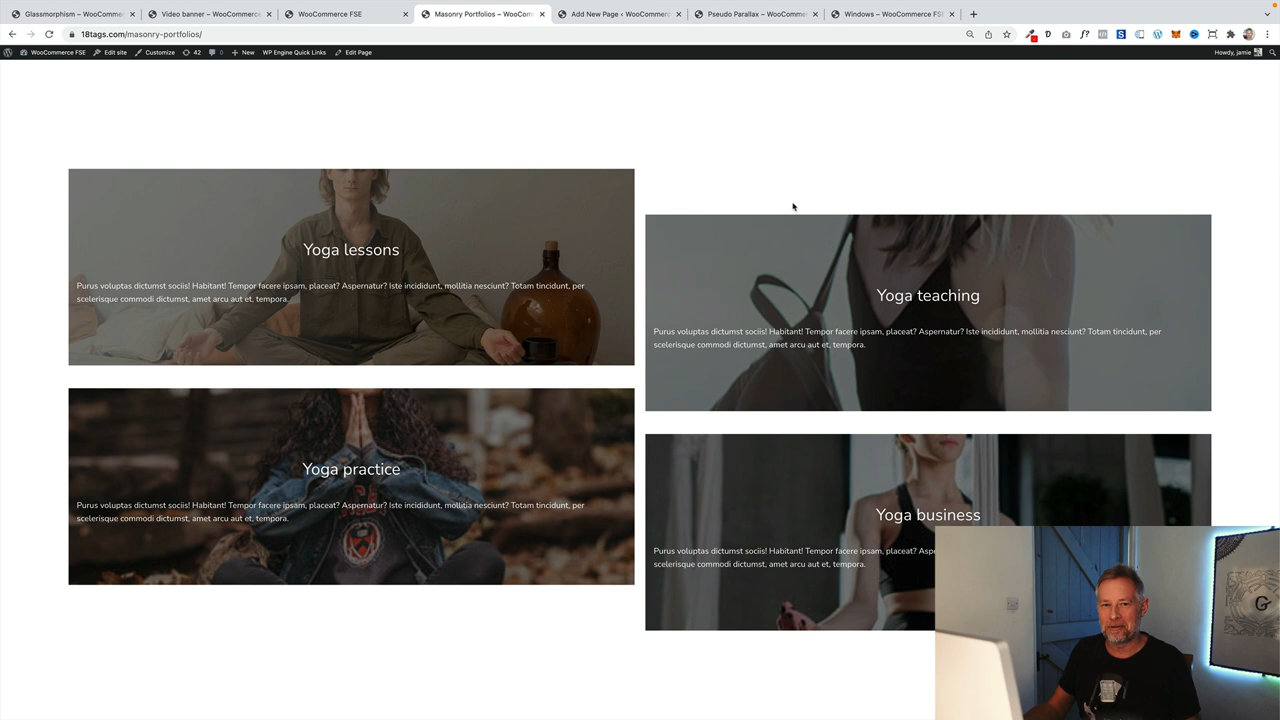 Glassmorphism – WooCommer
Video banner – WooCommerc
WooCommerce FSE
Masonry Portfolios – WooCom
Add New Page ‹ WooCommerc
Pseudo Parallax – WooComme
Windows – WooCommerce FSE
18tags.com/masonry-portfolios/
WooCommerce FSE
Edit site
Customize
42
0
New
WP Engine Quick Links
Edit Page
Howdy, jamie
Yoga lessons
Purus voluptas dictumst sociis! Habitant! Tempor facere ipsam, placeat? Aspernatur? Iste incididunt, mollitia nesciunt? Totam tincidunt, per
scelerisque commodi dictumst, amet arcu aut et, tempora.
Yoga teaching
Purus voluptas dictumst sociis! Habitant! Tempor facere ipsam, placeat? Aspernatur? Iste incididunt, mollitia nesciunt? Totam tincidunt, per
scelerisque commodi dictumst, amet arcu aut et, tempora.
Yoga practice
Purus voluptas dictumst sociis! Habitant! Tempor facere ipsam, placeat? Aspernatur? Iste incididunt, mollitia nesciunt? Totam tincidunt, per
scelerisque commodi dictumst, amet arcu aut et, tempora.
Yoga business
Purus voluptas dictumst sociis! Habitant! Tempor facere ipsam, placeat? Asp
scelerisque commodi dictumst, amet arcu aut et, tempora.